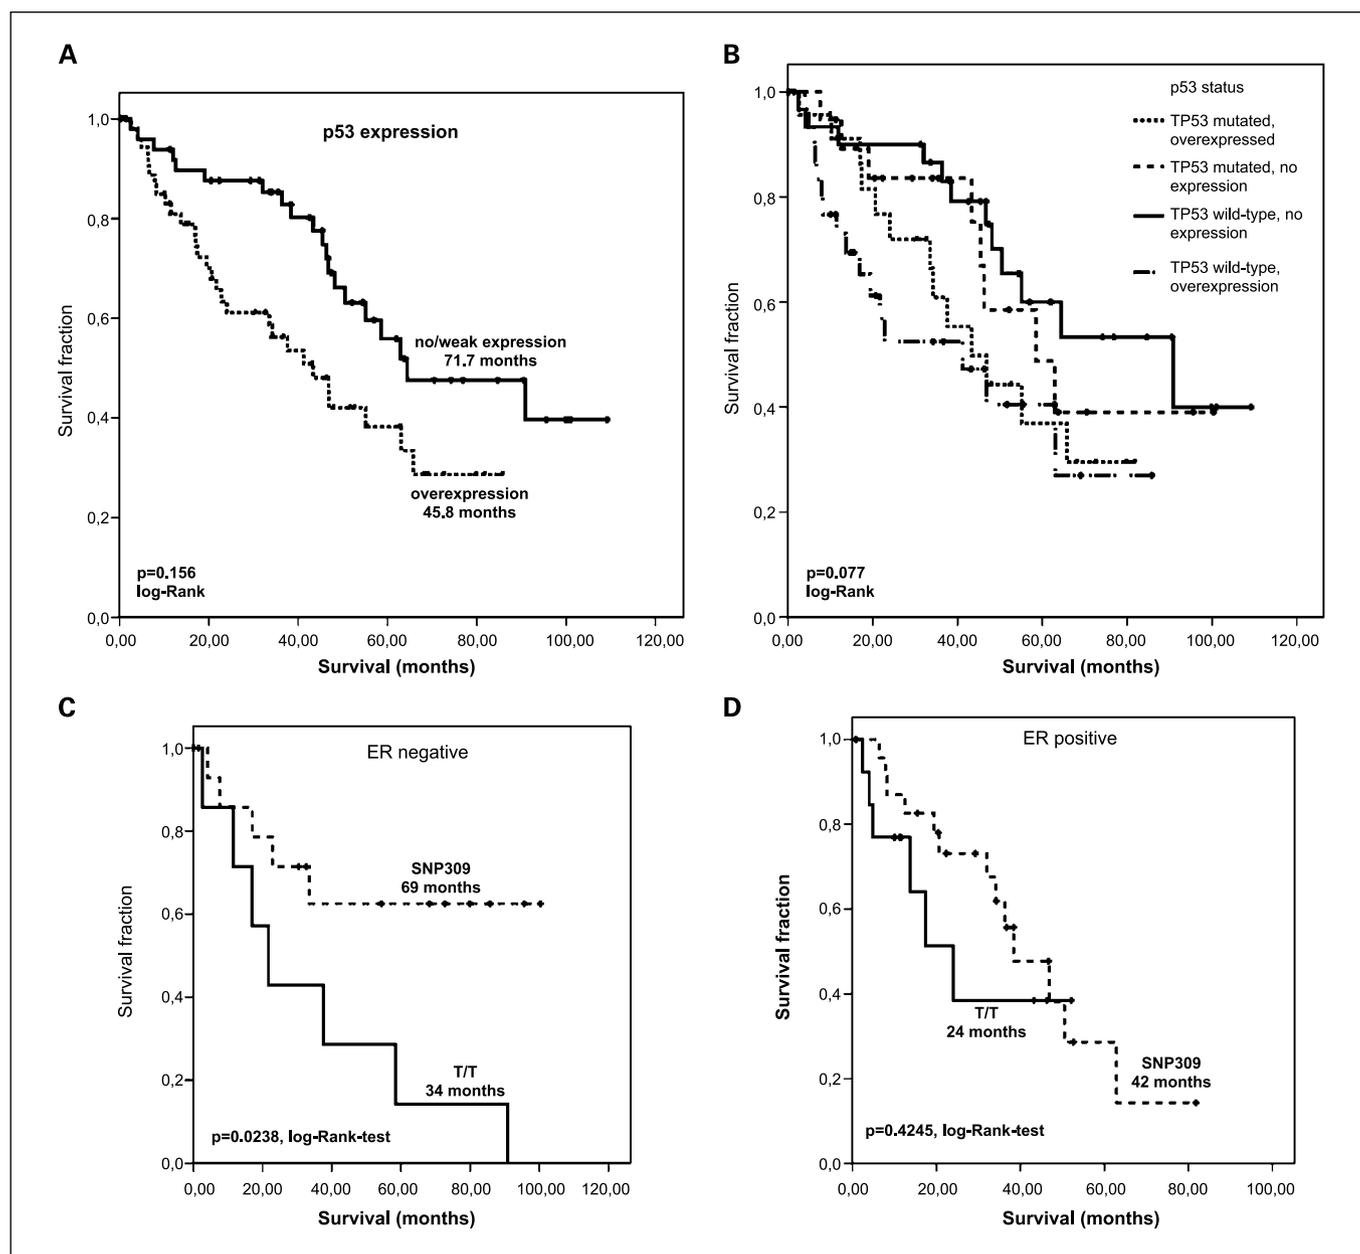 A
p53 expression
1,0
0,8
0,6
0,4
0,2
0,0
Survival fraction
no/weak expression
71.7 months
overexpression
45.8 months
p=0.156
log-Rank
0,00 20,00 40,00 60,00 80,00 100,00 120,00
Survival (months)
B
p53 status
TP53 mutated,
overexpressed
TP53 mutated, no
expression
TP53 wild-type, no
expression
TP53 wild-type,
overexpression
1,0
0,8
0,6
0,4
0,2
0,0
Survival fraction
p=0.077
log-Rank
0,00 20,00 40,00 60,00 80,00 100,00 120,00
Survival (months)
C
ER negative
1,0
0,8
0,6
0,4
0,2
0,0
Survival fraction
SNP309
69 months
T/T
34 months
p=0.0238, log-Rank-test
0,00 20,00 40,00 60,00 80,00 100,00 120,00
Survival (months)
D
ER positive
1,0
0,8
0,6
0,4
0,2
0,0
Survival fraction
T/T
24 months
SNP309
42 months
p=0.4245, log-Rank-test
0,00 20,00 40,00 60,00 80,00 100,00
Survival (months)